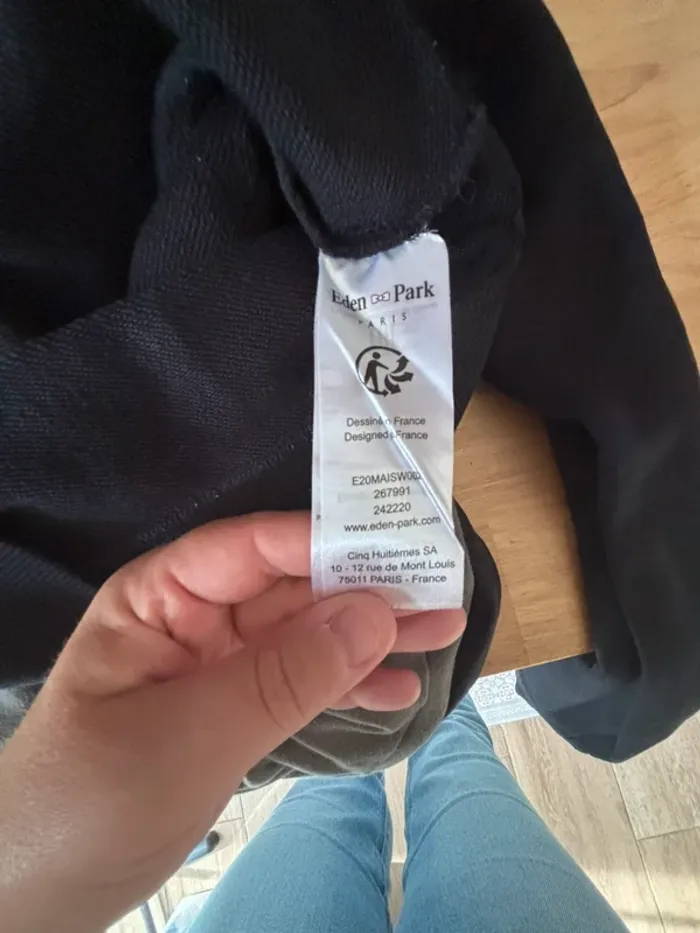 Eden Park
PARIS
Dessiné France
Designed France
E20MAISW002
267991
242220
www.eden-park.com
Cinq Huitièmes SA
10 - 12 rue de Mont Louis
75011 PARIS - France